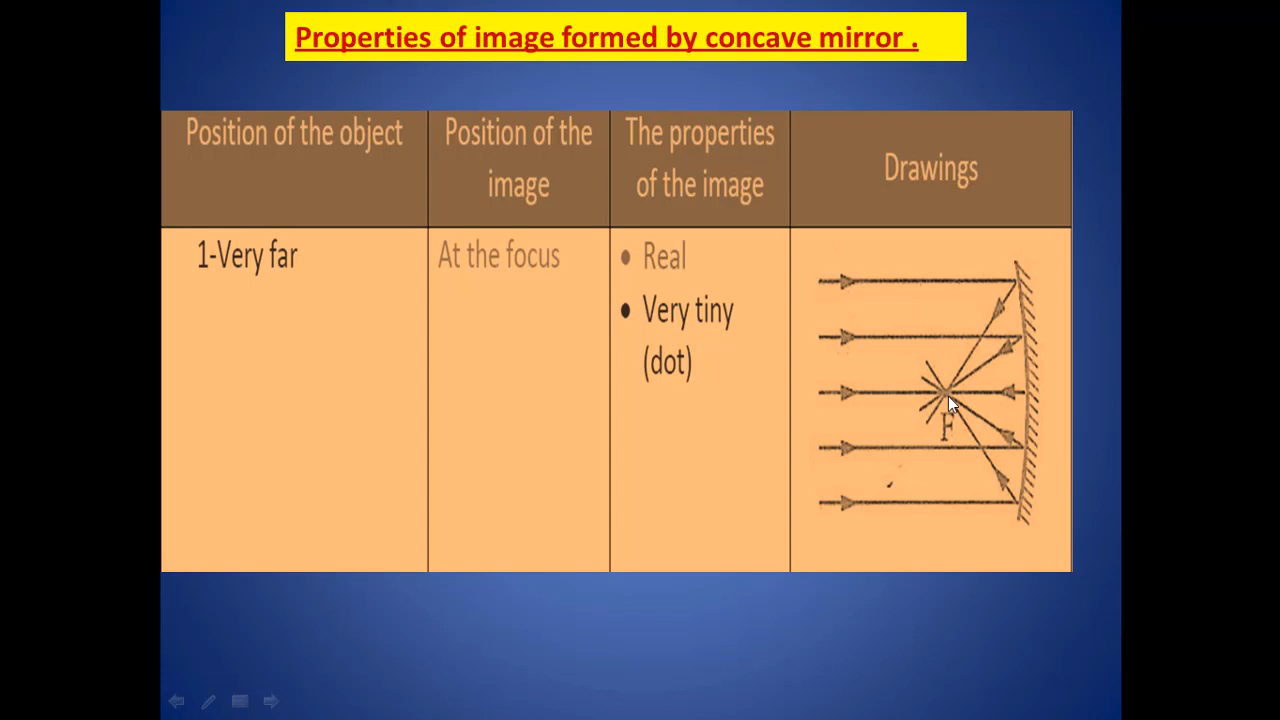 Properties of image formed by concave mirror .
Position of the object
Position of the
image
The properties
of the image
Drawings
1-Very far
At the focus
• Real
• Very tiny
(dot)
F